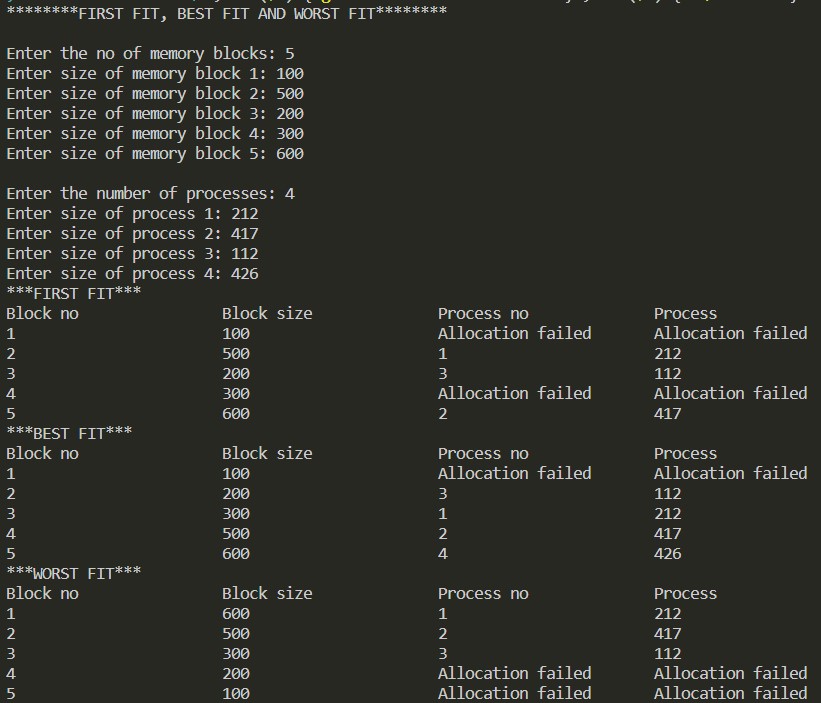 ********FIRST FIT, BEST FIT AND WORST FIT********
Enter the no of memory blocks: 5
Enter size of memory block 1: 100
Enter size of memory block 2: 500
Enter size of memory block 3: 200
Enter size of memory block 4: 300
Enter size of memory block 5: 600
Enter the number of processes: 4
Enter size of process 1: 212
Enter size of process 2: 417
Enter size of process 3: 112
Enter size of process 4: 426
***FIRST FIT***
Block no Block size Process no Process
1 100 Allocation failed Allocation failed
2 500 1 212
3 200 3 112
4 300 Allocation failed Allocation failed
5 600 2 417
***BEST FIT***
Block no Block size Process no Process
1 100 Allocation failed Allocation failed
2 200 3 112
3 300 1 212
4 500 2 417
5 600 4 426
***WORST FIT***
Block no Block size Process no Process
1 600 1 212
2 500 2 417
3 300 3 112
4 200 Allocation failed Allocation failed
5 100 Allocation failed Allocation failed